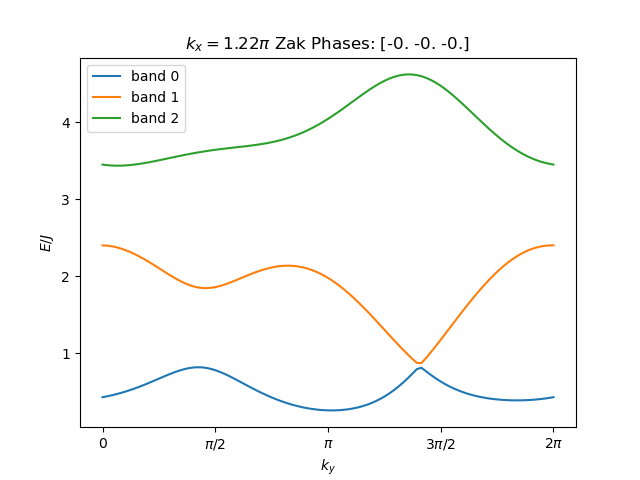 k_x = 1.22π Zak Phases: [-0. -0. -0.]
band 0
band 1
band 2
4
3
2
1
E/J
0
π/2
π
3π/2
2π
k_y